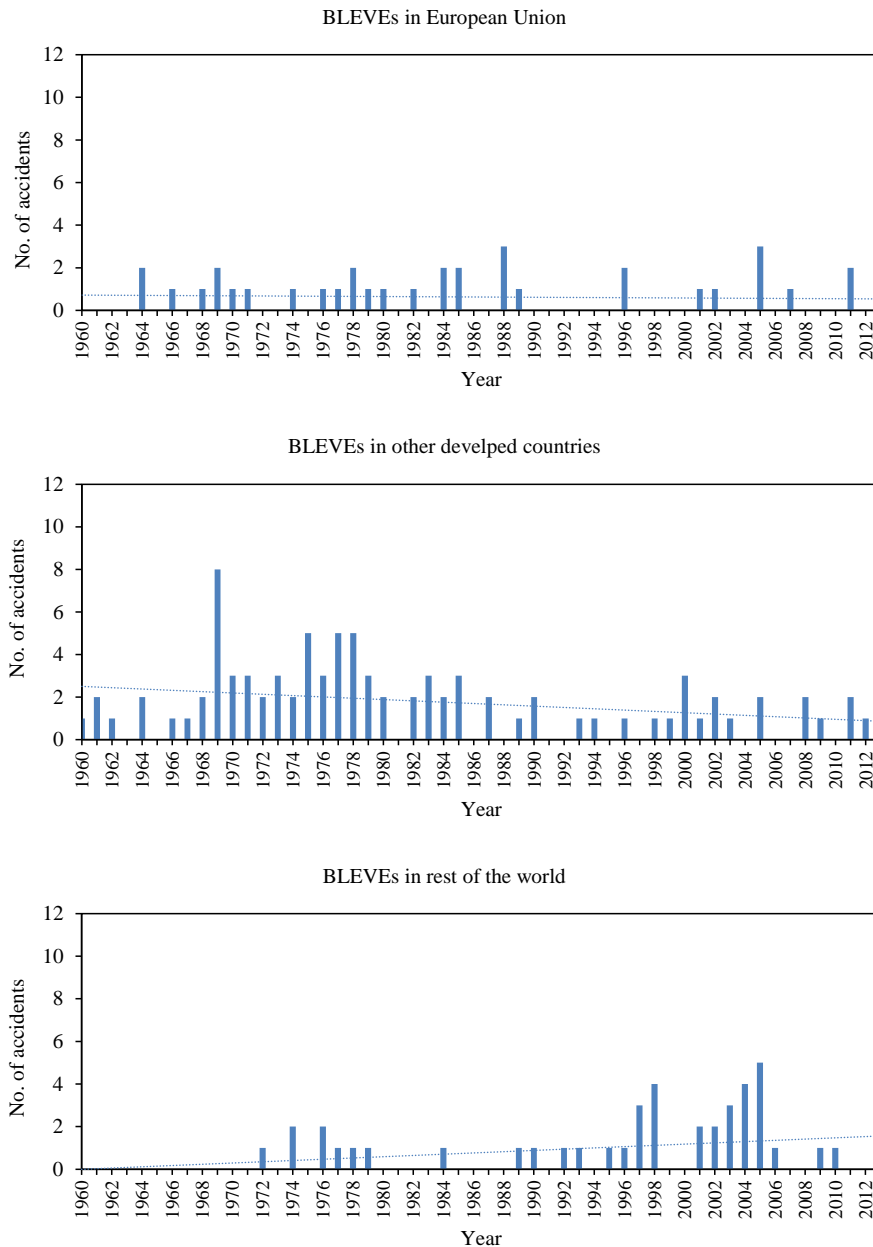 BLEVEs in European Union
12
10
8
6
4
2
0
No. of accidents
1960 1962 1964 1966 1968 1970 1972 1974 1976 1978 1980 1982 1984 1986 1988 1990 1992 1994 1996 1998 2000 2002 2004 2006 2008 2010 2012
Year
BLEVEs in other develped countries
12
10
8
6
4
2
0
No. of accidents
1960 1962 1964 1966 1968 1970 1972 1974 1976 1978 1980 1982 1984 1986 1988 1990 1992 1994 1996 1998 2000 2002 2004 2006 2008 2010 2012
Year
BLEVEs in rest of the world
12
10
8
6
4
2
0
No. of accidents
1960 1962 1964 1966 1968 1970 1972 1974 1976 1978 1980 1982 1984 1986 1988 1990 1992 1994 1996 1998 2000 2002 2004 2006 2008 2010 2012
Year